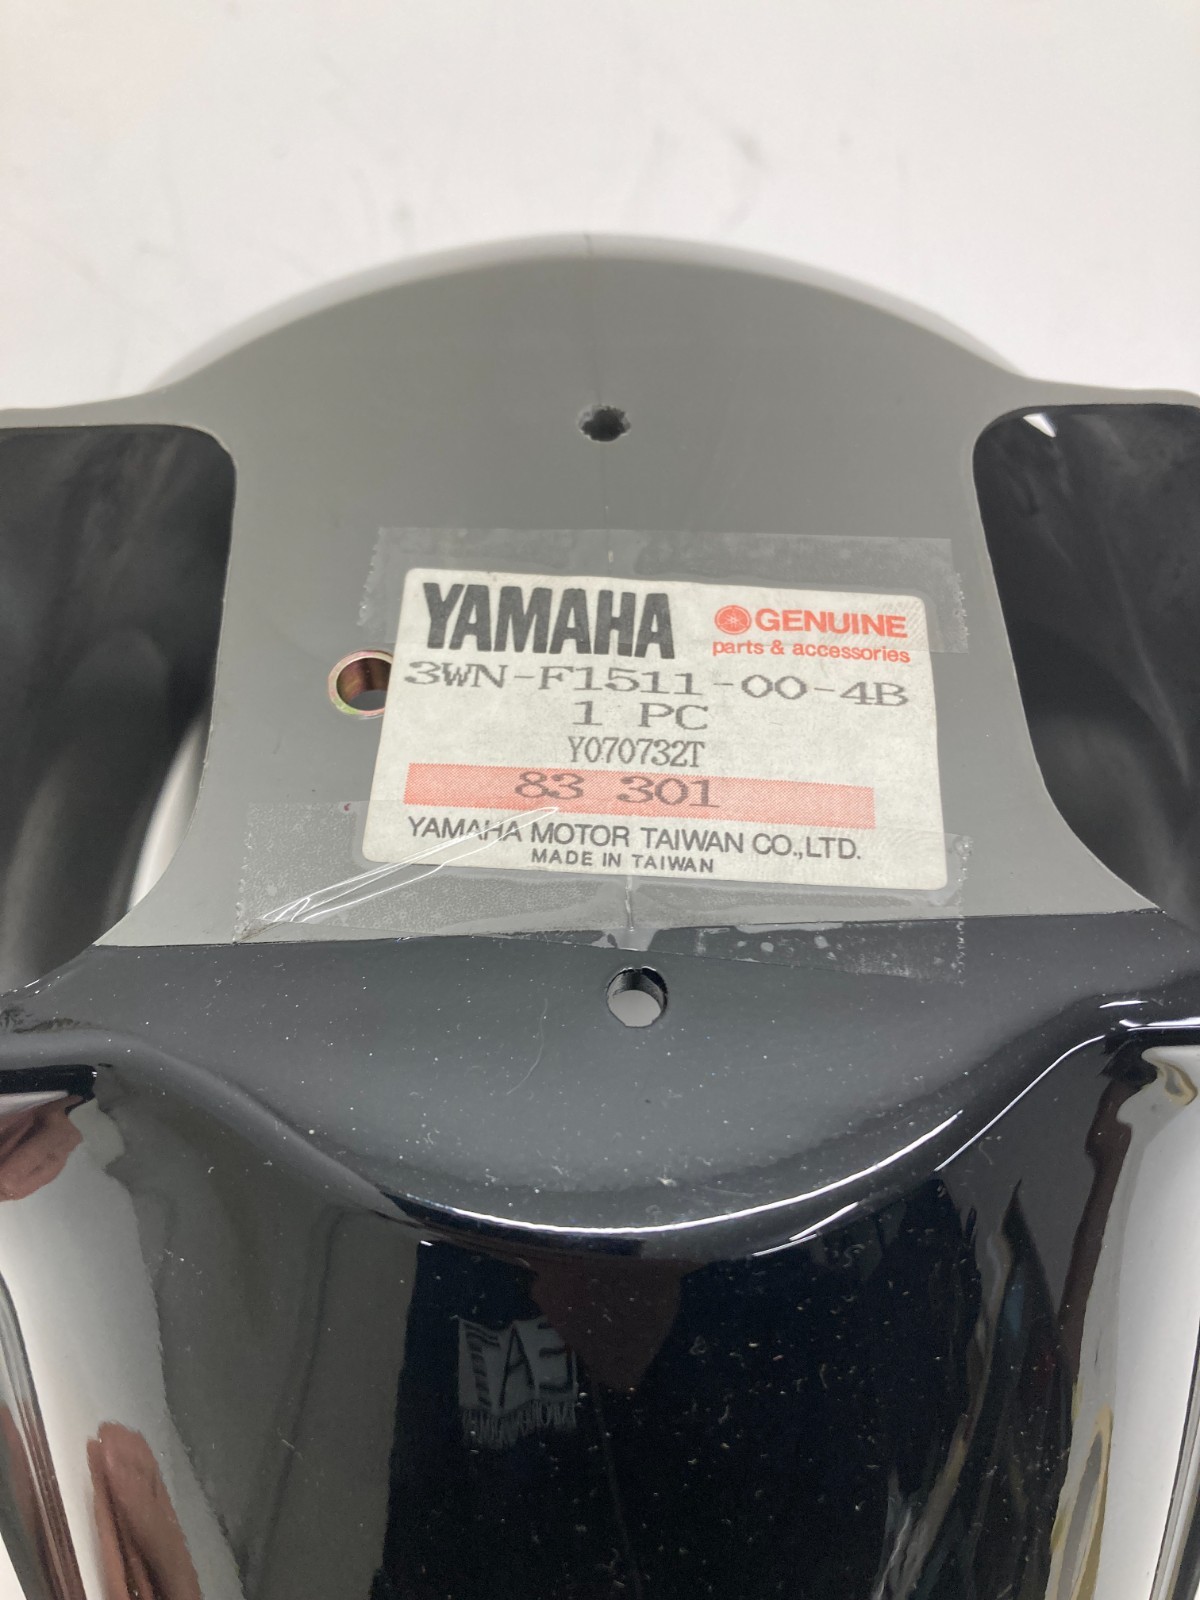 YAMAHA
GENUINE
parts & accessories
3WN-F1511-00-4B
1 PC
Y070732T
83 301
YAMAHA MOTOR TAIWAN CO.,LTD.
MADE IN TAIWAN